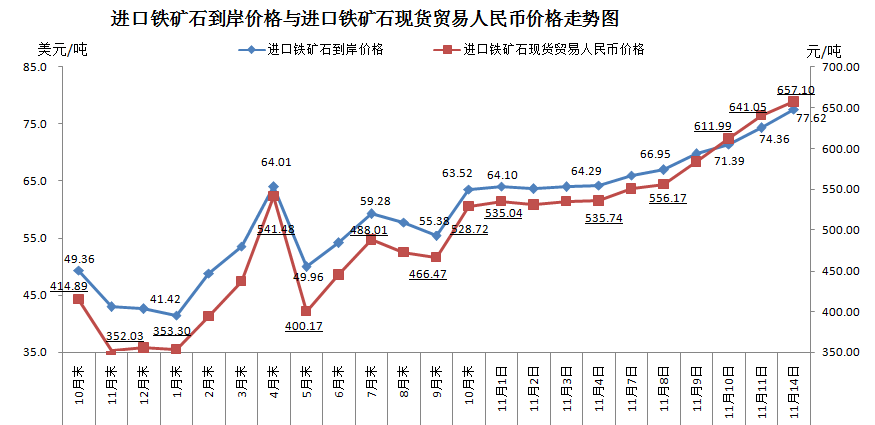 进口铁矿石到岸价格与进口铁矿石现货贸易人民币价格走势图
美元/吨
进口铁矿石到岸价格
进口铁矿石现货贸易人民币价格
元/吨
85.0
75.0
65.0
55.0
45.0
35.0
700.00
650.00
600.00
550.00
500.00
450.00
400.00
350.00
49.36
41.42
64.01
49.96
59.28
55.38
63.52
64.10
64.29
66.95
71.39
74.36
77.62
414.89
352.03
353.30
541.48
400.17
488.01
466.47
528.72
535.04
535.74
556.17
611.99
641.05
657.10
10月末
11月末
12月末
1月末
2月末
3月末
4月末
5月末
6月末
7月末
8月末
9月末
10月末
11月1日
11月2日
11月3日
11月4日
11月7日
11月8日
11月9日
11月10日
11月11日
11月14日